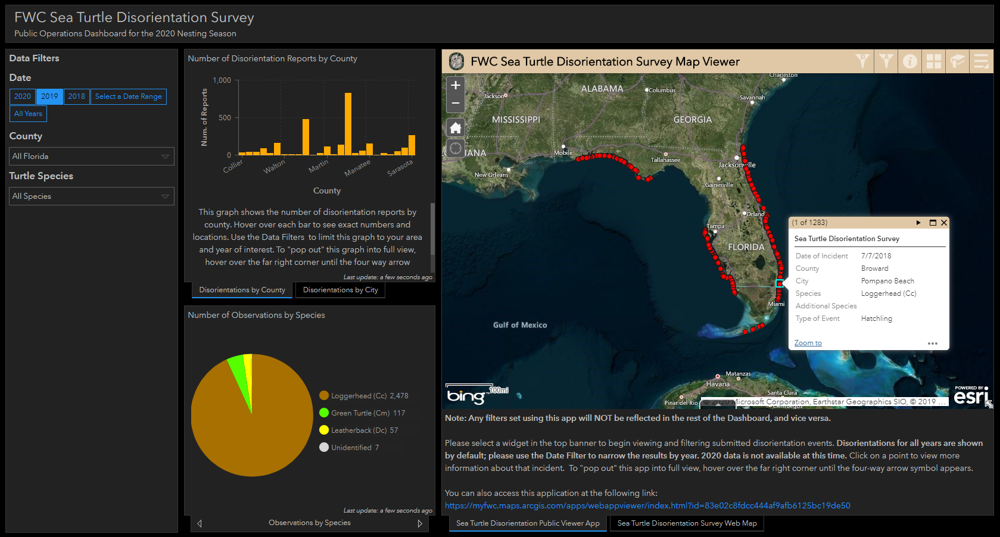 FWC Sea Turtle Disorientation Survey
Public Operations Dashboard for the 2020 Nesting Season
Data Filters
Date
2020
2019
2018
Select a Date Range
All Years
County
All Florida
Turtle Species
All Species
Number of Disorientation Reports by County
1,000
500
0
Num. of Reports
Collier
Walton
Martin
Manatee
Sarasota
County
This graph shows the number of disorientation reports by
county. Hover over each bar to see exact numbers and
locations. Use the Data Filters to limit this graph to your area
and year of interest. To "pop out" this graph into full view,
hover over the far right corner until the four way arrow
Last update: a few seconds ago
Disorientations by County
Disorientations by City
Number of Observations by Species
Loggerhead (Cc) 2,478
Green Turtle (Cm) 117
Leatherback (Dc) 57
Unidentified 7
Last update: a few seconds ago
Observations by Species
FWC Sea Turtle Disorientation Survey Map Viewer
D
A
+
−
Charleston
Jackson
ALABAMA
Columbus
Savannah
MISSISSIPPI
GEORGIA
IANA
Mobile
Tallahassee
Jacksonville
New Orleans
Gainesville
Orland
Tampa
FLORIDA
Miami
Gulf of Mexico
(1 of 1283)
Sea Turtle Disorientation Survey
Date of Incident 7/7/2018
County Broward
City Pompano Beach
Species Loggerhead (Cc)
Additional Species
Type of Event Hatchling
Zoom to
Matanzas
Havana
Santa Clara
Pinar del Rio
Cienfuegos
100mi
bing
© 2020 Microsoft Corporation, Earthstar Geographics SIO, © 2019 ...
POWERED BY
esri
Note: Any filters set using this app will NOT be reflected in the rest of the Dashboard, and vice versa.
Please select a widget in the top banner to begin viewing and filtering submitted disorientation events. Disorientations for all years are shown
by default; please use the Date Filter to narrow the results by year. 2020 data is not available at this time. Click on a point to view more
information about that incident. To "pop out" this app into full view, hover over the far right corner until the four-way arrow symbol appears.
You can also access this application at the following link:
https://myfwc.maps.arcgis.com/apps/webappviewer/index.html?id=83e02c8fdcc444af9afb6125bc19de50
Sea Turtle Disorientation Public Viewer App
Sea Turtle Disorientation Survey Web Map